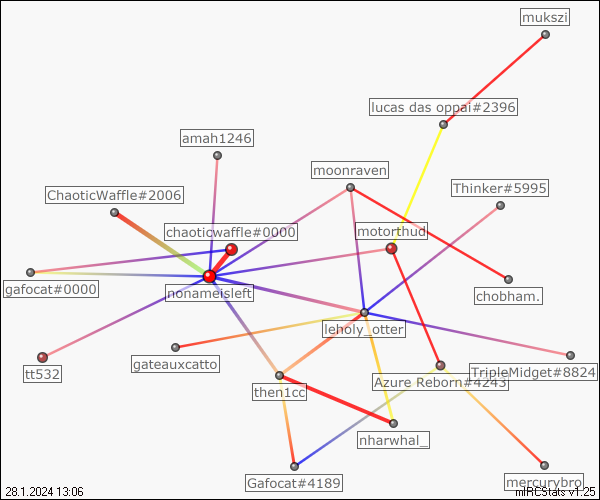 mukszi
lucas das oppai#2396
amah1246
moonraven
Thinker#5995
ChaoticWaffle#2006
chaoticwaffle#0000
motorthud
gafocat#0000
nonameisleft
chobham.
leholy_otter
gateauxcatto
tt532
TripleMidget#8824
Azure Reborn#4243
then1cc
nharwhal_
Gafocat#4189
mercurybro
28.1.2024 13:06
mIRCStats v1.25